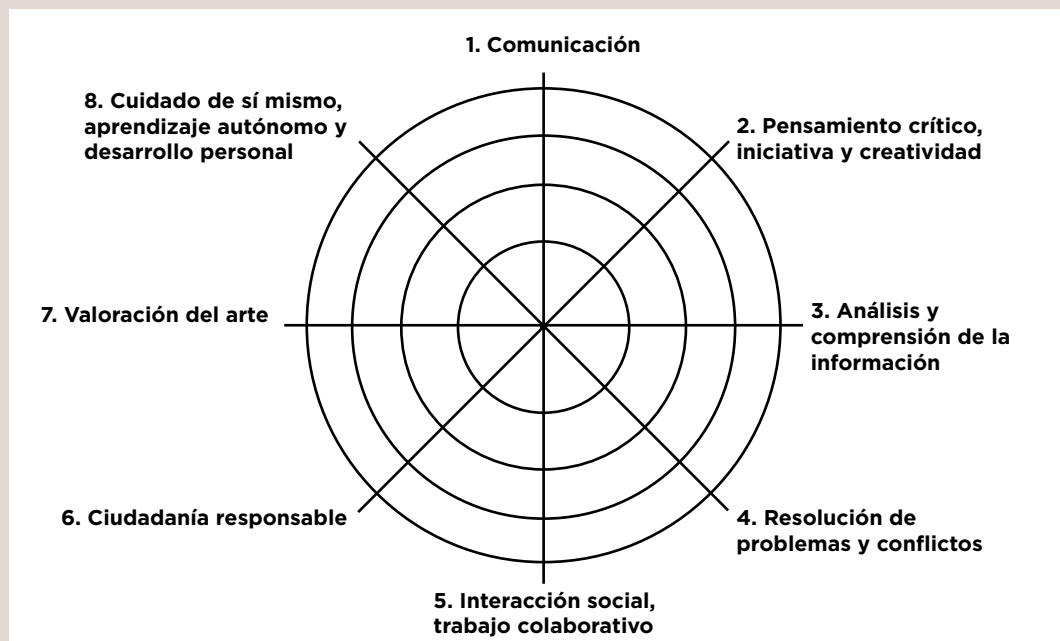 1. Comunicación
2. Pensamiento crítico,
iniciativa y creatividad
3. Análisis y
comprensión de la
información
4. Resolución de
problemas y conflictos
5. Interacción social,
trabajo colaborativo
6. Ciudadanía responsable
7. Valoración del arte
8. Cuidado de sí mismo,
aprendizaje autónomo y
desarrollo personal